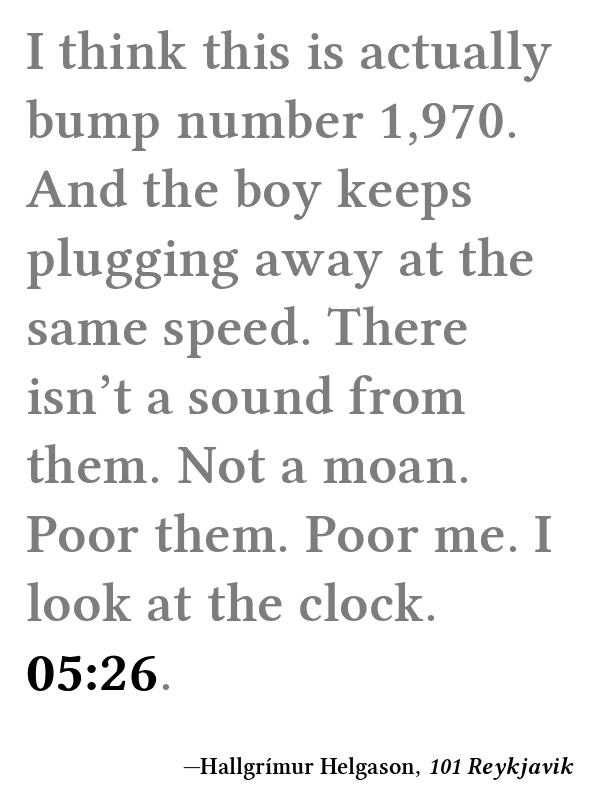 I think this is actually
bump number 1,970.
And the boy keeps
plugging away at the
same speed. There
isn’t a sound from
them. Not a moan.
Poor them. Poor me. I
look at the clock.
05:26.
—Hallgrímur Helgason, 101 Reykjavik